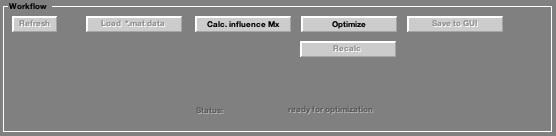 Workflow
Refresh Load *.mat data Calc. influence Mx Optimize Save to GUI
Recalc
Status: ready for optimization